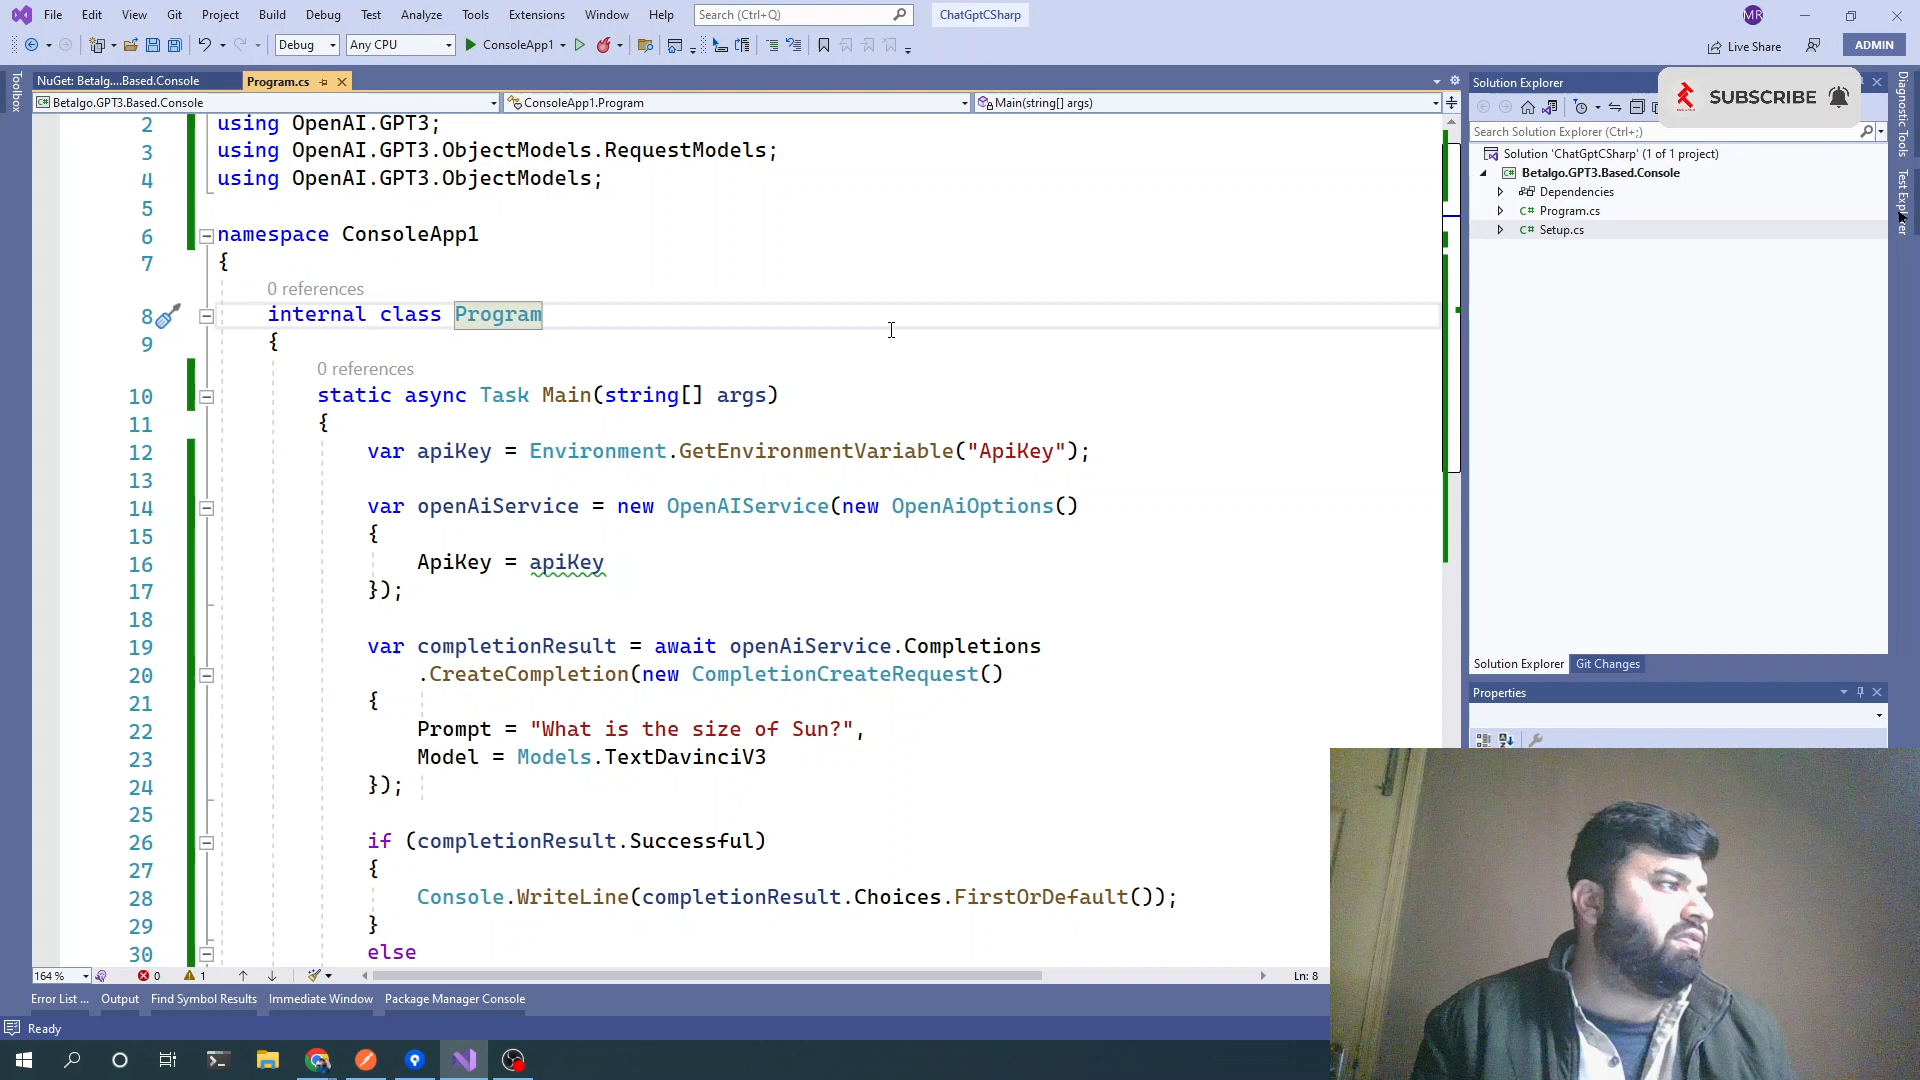 File Edit View Git Project Build Debug Test Analyze Tools Extensions Window Help Search (Ctrl+Q) ChatGptCSharp MR
Debug Any CPU ConsoleApp1 Live Share ADMIN
Toolbox
NuGet: Betalg....Based.Console Program.cs
Betalgo.GPT3.Based.Console ConsoleApp1.Program Main(string[] args)
2 using OpenAI.GPT3;
3 using OpenAI.GPT3.ObjectModels.RequestModels;
4 using OpenAI.GPT3.ObjectModels;
5
6 namespace ConsoleApp1
7 {
0 references
8 internal class Program
9 {
0 references
10 static async Task Main(string[] args)
11 {
12 var apiKey = Environment.GetEnvironmentVariable("ApiKey");
13
14 var openAiService = new OpenAIService(new OpenAiOptions()
15 {
16 ApiKey = apiKey
17 });
18
19 var completionResult = await openAiService.Completions
20 .CreateCompletion(new CompletionCreateRequest()
21 {
22 Prompt = "What is the size of Sun?",
23 Model = Models.TextDavinciV3
24 });
25
26 if (completionResult.Successful)
27 {
28 Console.WriteLine(completionResult.Choices.FirstOrDefault());
29 }
30 else
164 % 0 1 Ln: 8
Error List ... Output Find Symbol Results Immediate Window Package Manager Console
Ready
Solution Explorer
SUBSCRIBE
Search Solution Explorer (Ctrl+;)
Solution 'ChatGptCSharp' (1 of 1 project)
Betalgo.GPT3.Based.Console
Dependencies
C# Program.cs
C# Setup.cs
Solution Explorer Git Changes
Properties
Diagnostic Tools
Test Explorer